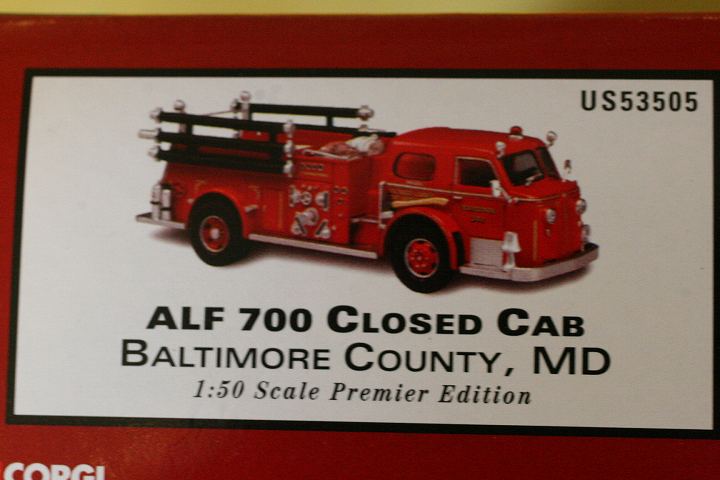 US53505
ALF 700 CLOSED CAB
BALTIMORE COUNTY, MD
1:50 Scale Premier Edition
CORGI